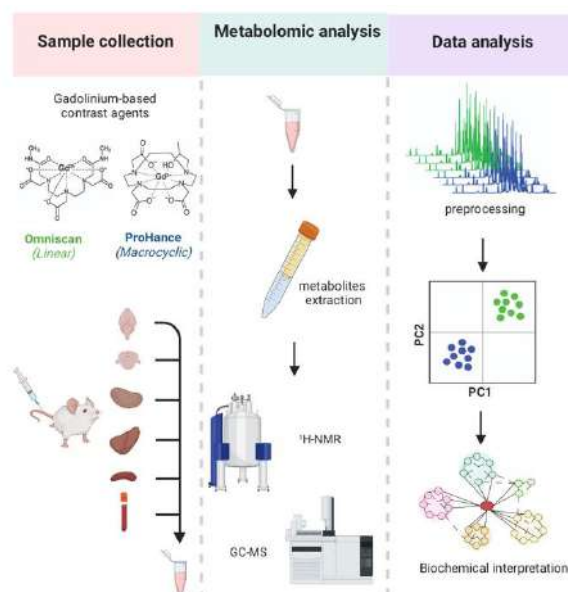 Sample collection
Gadolinium-based
contrast agents
Omniscan
(Linear)
ProHance
(Macrocyclic)
Metabolomic analysis
metabolites
extraction
¹H-NMR
GC-MS
Data analysis
preprocessing
PC2
PC1
Biochemical interpretation